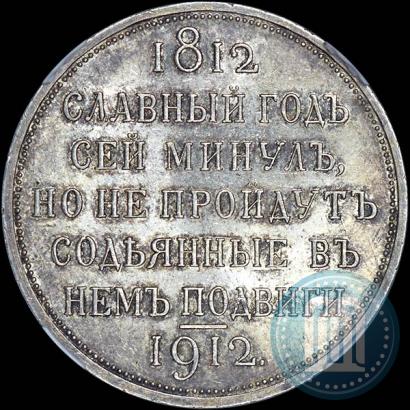 1812
СЛАВНЫЙ ГОДЪ
СЕЙ МИНУЛЪ,
НО НЕ ПРОЙДУТЪ
СОДѢЯННЫЕ ВЪ
НЕМЪ ПОДВИГИ
1912.